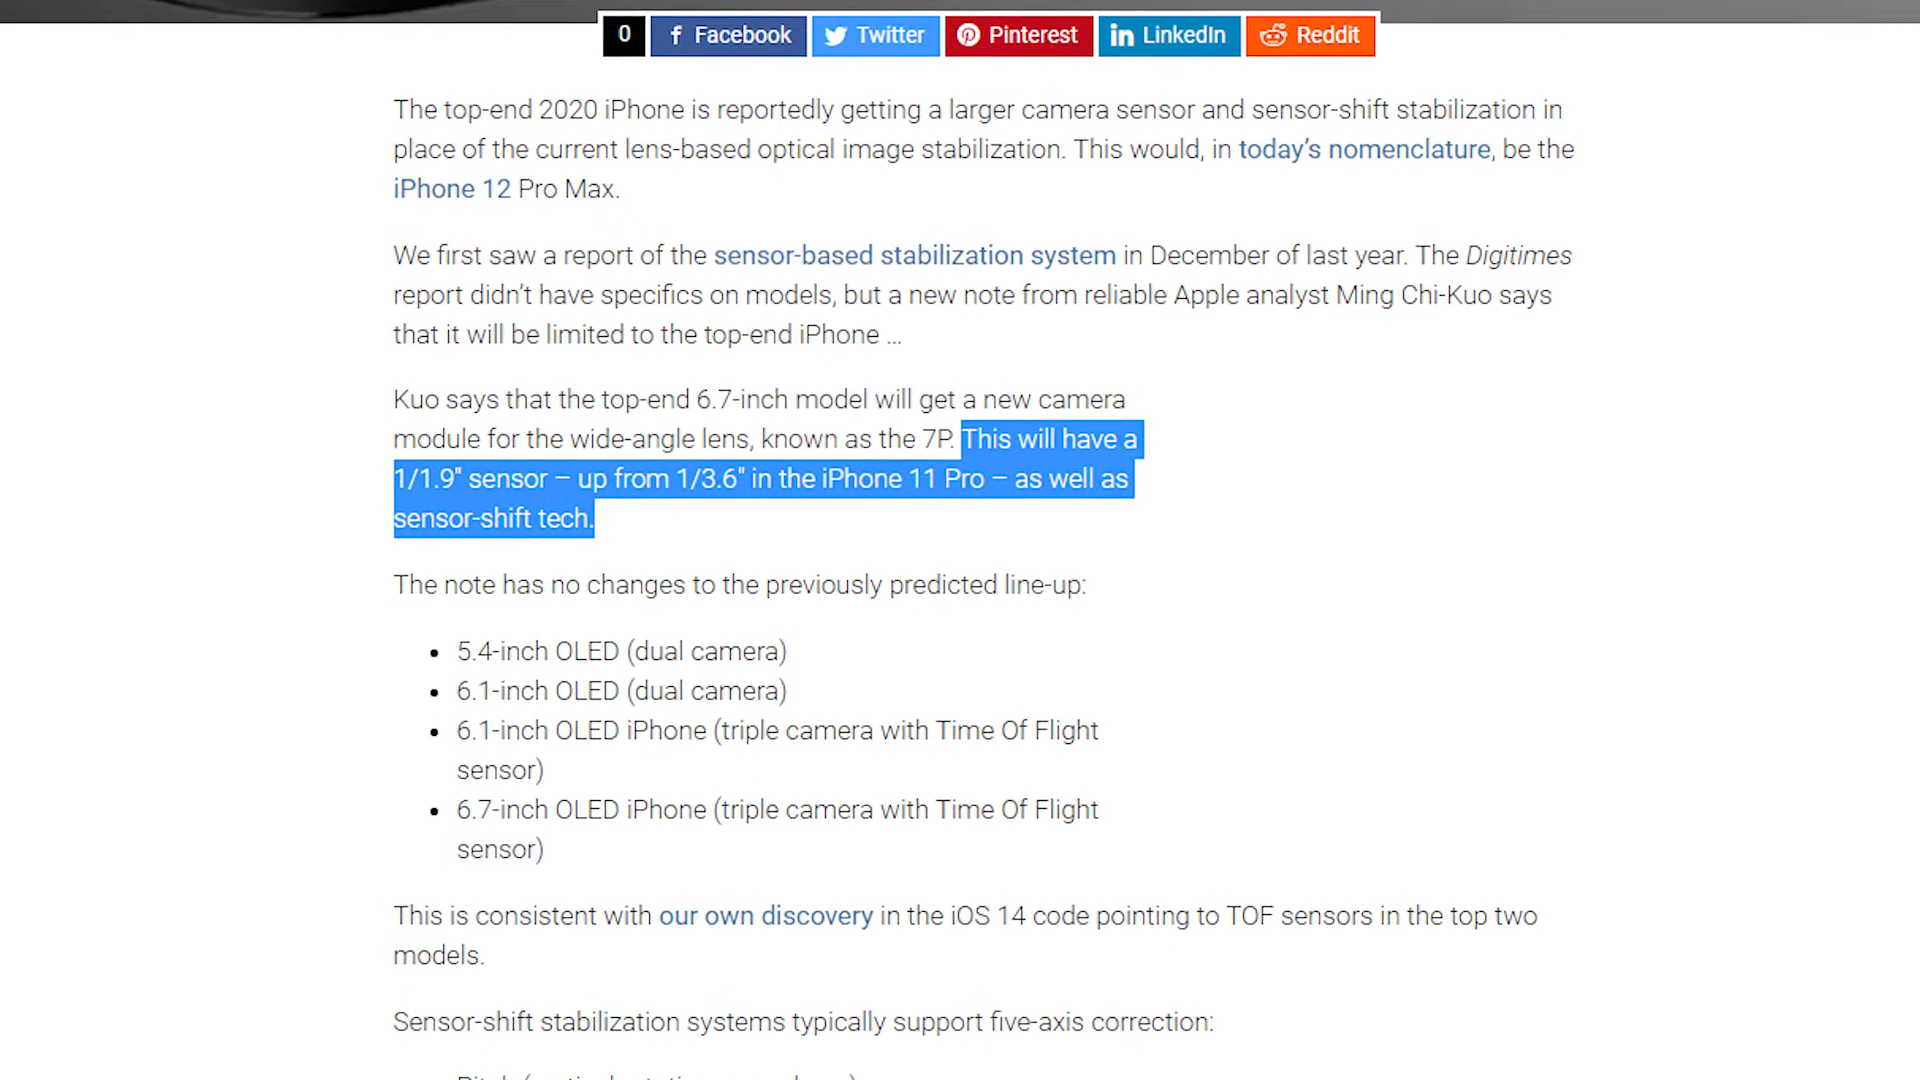 0 Facebook Twitter Pinterest LinkedIn Reddit
The top-end 2020 iPhone is reportedly getting a larger camera sensor and sensor-shift stabilization in
place of the current lens-based optical image stabilization. This would, in today’s nomenclature, be the
iPhone 12 Pro Max.
We first saw a report of the sensor-based stabilization system in December of last year. The Digitimes
report didn’t have specifics on models, but a new note from reliable Apple analyst Ming Chi-Kuo says
that it will be limited to the top-end iPhone …
Kuo says that the top-end 6.7-inch model will get a new camera
module for the wide-angle lens, known as the 7P. This will have a
1/1.9″ sensor – up from 1/3.6″ in the iPhone 11 Pro – as well as
sensor-shift tech.
The note has no changes to the previously predicted line-up:
• 5.4-inch OLED (dual camera)
• 6.1-inch OLED (dual camera)
• 6.1-inch OLED iPhone (triple camera with Time Of Flight
sensor)
• 6.7-inch OLED iPhone (triple camera with Time Of Flight
sensor)
This is consistent with our own discovery in the iOS 14 code pointing to TOF sensors in the top two
models.
Sensor-shift stabilization systems typically support five-axis correction: